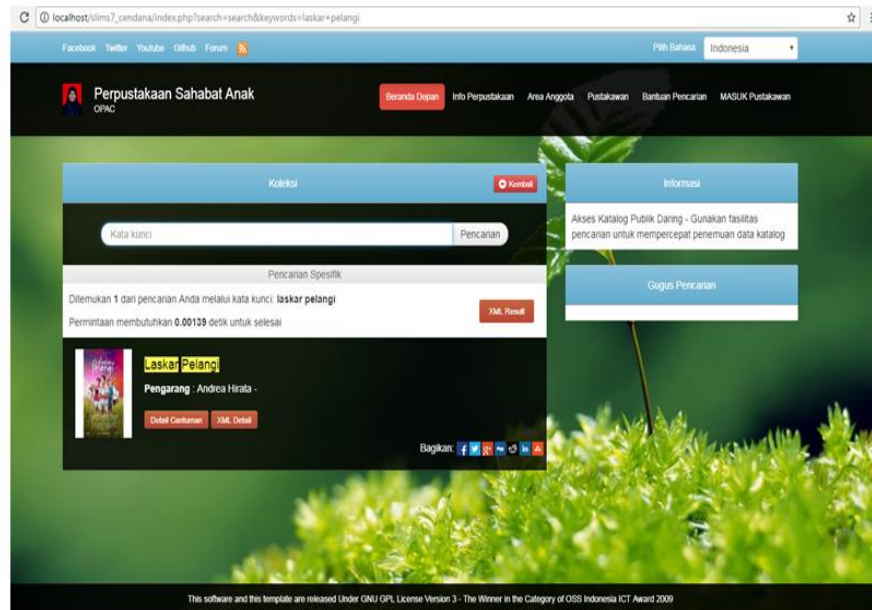 localhost/slims7_cendana/index.php?search=search&keywords=laskar+pelangi
Facebook Twitter Youtube Github Forum
Pilih Bahasa Indonesia
Perpustakaan Sahabat Anak
OPAC
Beranda Depan Info Perpustakaan Area Anggota Pustakawan Bantuan Pencarian MASUK Pustakawan
Koleksi
Kembali
Informasi
Kata kunci
Pencarian
Akses Katalog Publik Daring - Gunakan fasilitas
pencarian untuk mempercepat penemuan data katalog
Pencarian Spesifik
Gugus Pencarian
Ditemukan 1 dari pencarian Anda melalui kata kunci: laskar pelangi
Permintaan membutuhkan 0.00139 detik untuk selesai
XML Result
Laskar Pelangi
Pengarang : Andrea Hirata -
Detail Cantuman XML Detail
Bagikan:
This software and this template are released Under GNU GPL License Version 3 - The Winner in the Category of OSS Indonesia ICT Award 2009